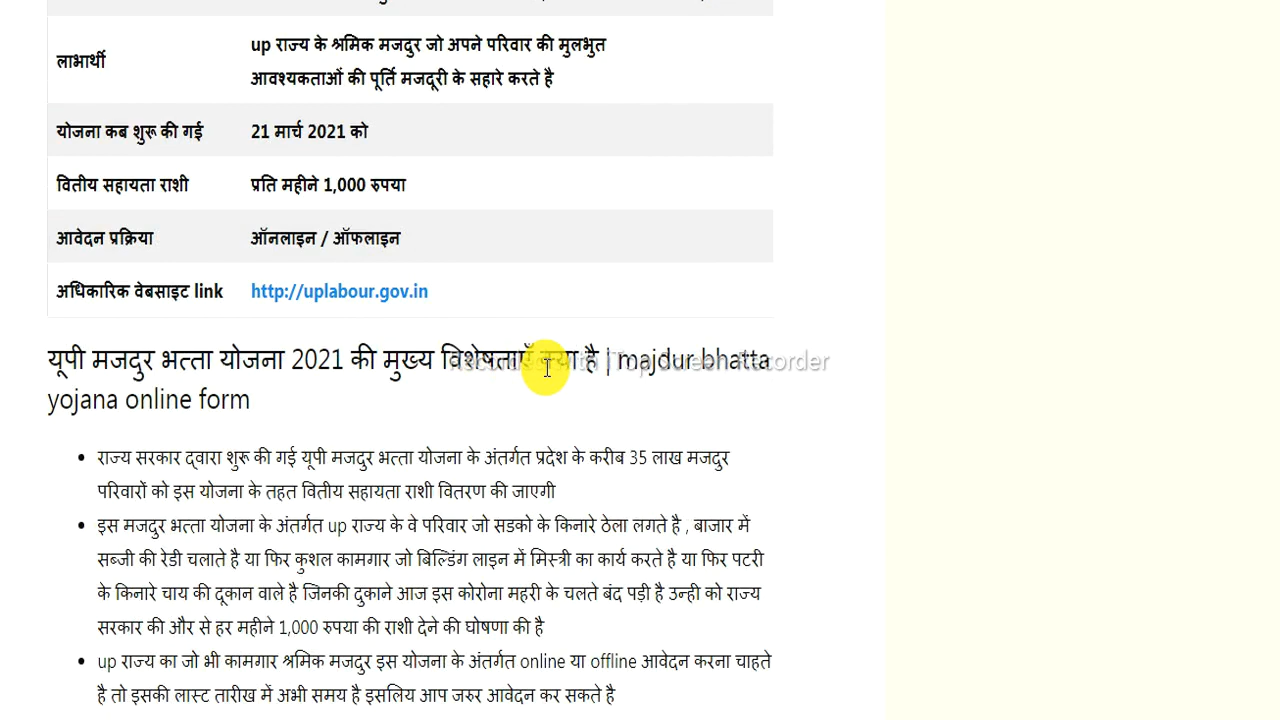 लाभार्थी
up राज्य के श्रमिक मजदुर जो अपने परिवार की मुलभुत
आवश्यकताओं की पूर्ति मजदूरी के सहारे करते है
योजना कब शुरू की गई 21 मार्च 2021 को
वितीय सहायता राशी प्रति महीने 1,000 रुपया
आवेदन प्रक्रिया ऑनलाइन / ऑफलाइन
अधिकारिक वेबसाइट link http://uplabour.gov.in
यूपी मजदुर भत्ता योजना 2021 की मुख्य विशेषताएँ क्या है | majdur bhatta
yojana online form
Recorded with iTop Screen Recorder
राज्य सरकार द्वारा शुरू की गई यूपी मजदुर भत्ता योजना के अंतर्गत प्रदेश के करीब 35 लाख मजदुर
परिवारों को इस योजना के तहत वितीय सहायता राशी वितरण की जाएगी
इस मजदुर भत्ता योजना के अंतर्गत up राज्य के वे परिवार जो सडको के किनारे ठेला लगते है , बाजार में
सब्जी की रेडी चलाते है या फिर कुशल कामगार जो बिल्डिंग लाइन में मिस्त्री का कार्य करते है या फिर पटरी
के किनारे चाय की दूकान वाले है जिनकी दुकाने आज इस कोरोना महरी के चलते बंद पड़ी है उन्ही को राज्य
सरकार की और से हर महीने 1,000 रुपया की राशी देने की घोषणा की है
up राज्य का जो भी कामगार श्रमिक मजदुर इस योजना के अंतर्गत online या offline आवेदन करना चाहते
है तो इसकी लास्ट तारीख में अभी समय है इसलिय आप जरुर आवेदन कर सकते है